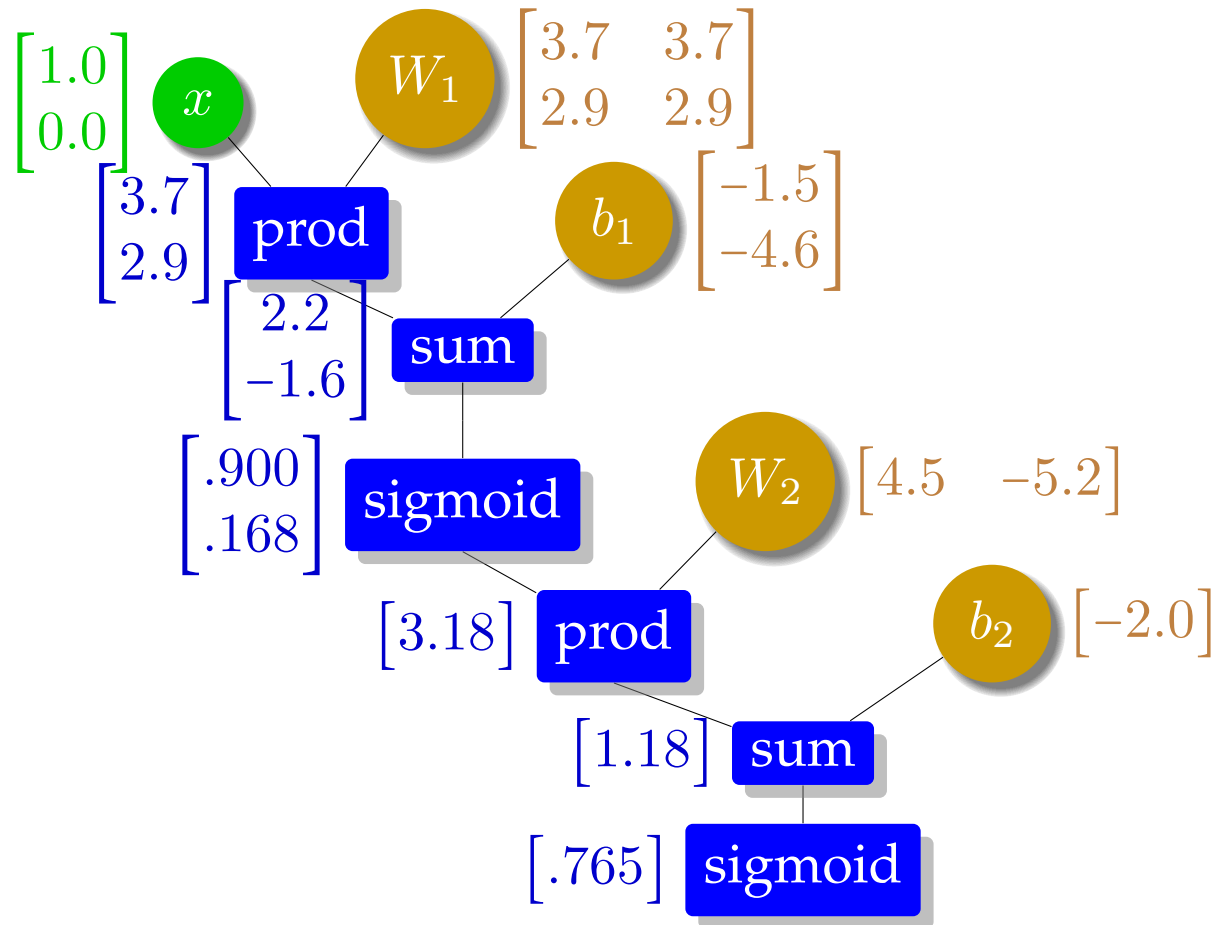 [1.0 0.0] x W₁ [3.7 3.7 2.9 2.9]
[3.7 2.9] prod b₁ [–1.5 –4.6]
[2.2 –1.6] sum
[.900 .168] sigmoid W₂ [4.5 –5.2]
[3.18] prod b₂ [–2.0]
[1.18] sum
[.765] sigmoid